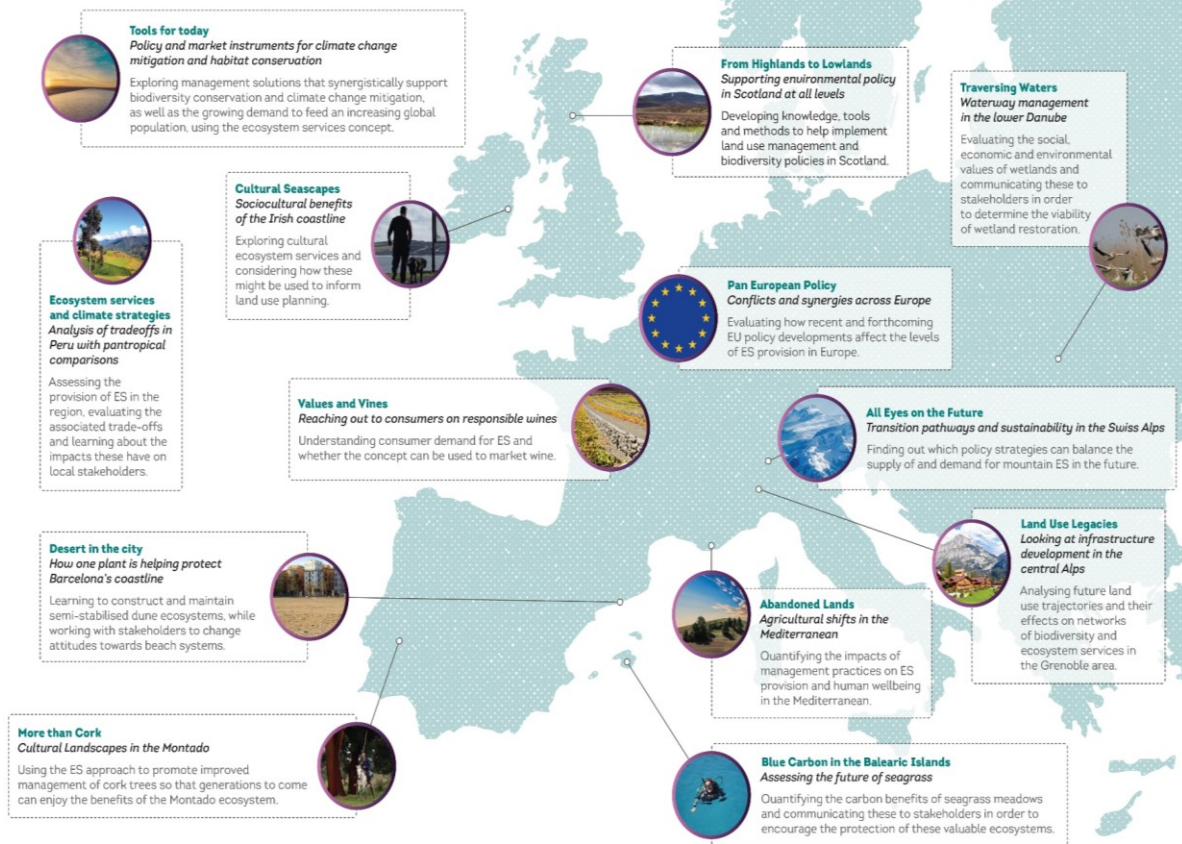 Tools for today
Policy and market instruments for climate change
mitigation and habitat conservation
Exploring management solutions that synergistically support
biodiversity conservation and climate change mitigation,
as well as the growing demand to feed an increasing global
population, using the ecosystem services concept.
From Highlands to Lowlands
Supporting environmental policy
in Scotland at all levels
Developing knowledge, tools
and methods to help implement
land use management and
biodiversity policies in Scotland.
Traversing Waters
Waterway management
in the lower Danube
Evaluating the social,
economic and environmental
values of wetlands and
communicating these to
stakeholders in order
to determine the viability
of wetland restoration.
Cultural Seascapes
Sociocultural benefits
of the Irish coastline
Exploring cultural
ecosystem services and
considering how these
might be used to inform
land use planning.
Ecosystem services
and climate strategies
Analysis of tradeoffs in
Peru with pantropical
comparisons
Assessing the
provision of ES in the
region, evaluating the
associated trade-offs
and learning about the
impacts these have on
local stakeholders.
Pan European Policy
Conflicts and synergies across Europe
Evaluating how recent and forthcoming
EU policy developments affect the levels
of ES provision in Europe.
Values and Vines
Reaching out to consumers on responsible wines
Understanding consumer demand for ES and
whether the concept can be used to market wine.
All Eyes on the Future
Transition pathways and sustainability in the Swiss Alps
Finding out which policy strategies can balance the
supply of and demand for mountain ES in the future.
Desert in the city
How one plant is helping protect
Barcelona's coastline
Learning to construct and maintain
semi-stabilised dune ecosystems, while
working with stakeholders to change
attitudes towards beach systems.
Abandoned Lands
Agricultural shifts in the
Mediterranean
Quantifying the impacts of
management practices on ES
provision and human wellbeing
in the Mediterranean.
Land Use Legacies
Looking at infrastructure
development in the
central Alps
Analysing future land
use trajectories and their
effects on networks
of biodiversity and
ecosystem services in
the Grenoble area.
More than Cork
Cultural Landscapes in the Montado
Using the ES approach to promote improved
management of cork trees so that generations to come
can enjoy the benefits of the Montado ecosystem.
Blue Carbon in the Balearic Islands
Assessing the future of seagrass
Quantifying the carbon benefits of seagrass meadows
and communicating these to stakeholders in order to
encourage the protection of these valuable ecosystems.